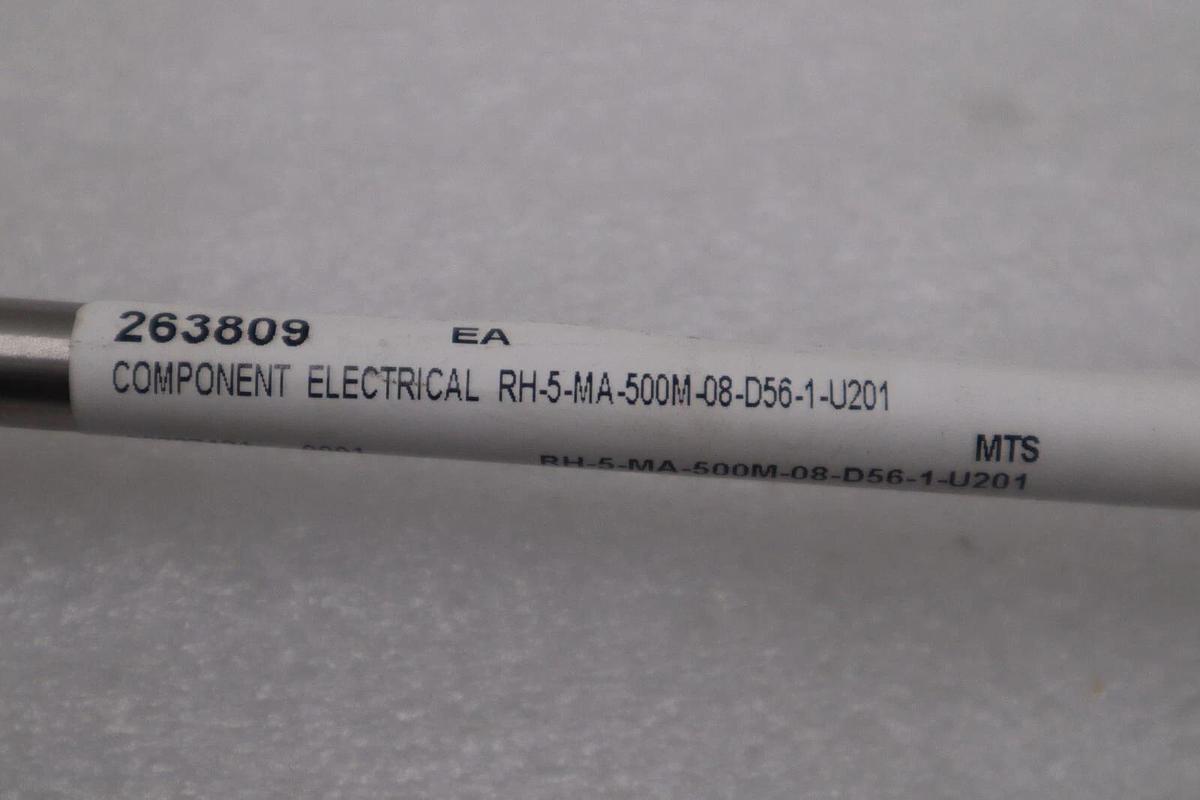 263809 EA
COMPONENT ELECTRICAL RH-5-MA-500M-08-D56-1-U201
MTS
RH-5-MA-500M-08-D56-1-U201